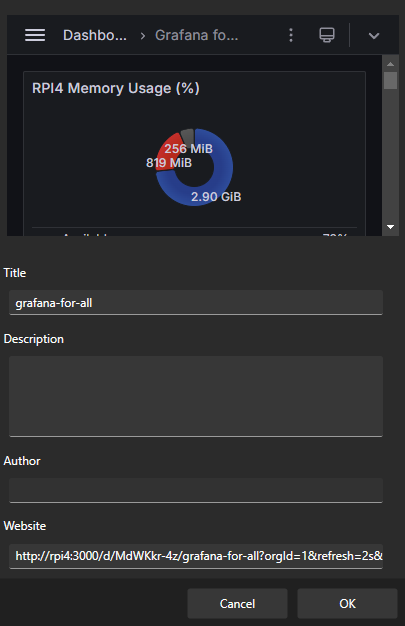 Dashbo... › Grafana fo...
RPI4 Memory Usage (%)
256 MiB
819 MiB
2.90 GiB
Title
grafana-for-all
Description
Author
Website
http://rpi4:3000/d/MdWKkr-4z/grafana-for-all?orgId=1&refresh=2s&
Cancel
OK